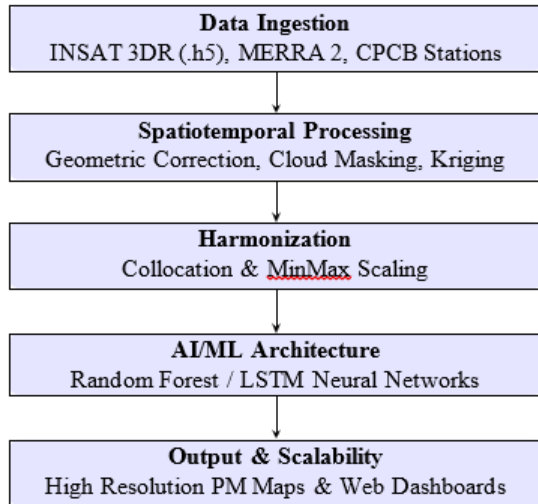 Data Ingestion
INSAT 3DR (.h5), MERRA 2, CPCB Stations
Spatiotemporal Processing
Geometric Correction, Cloud Masking, Kriging
Harmonization
Collocation & MinMax Scaling
AI/ML Architecture
Random Forest / LSTM Neural Networks
Output & Scalability
High Resolution PM Maps & Web Dashboards